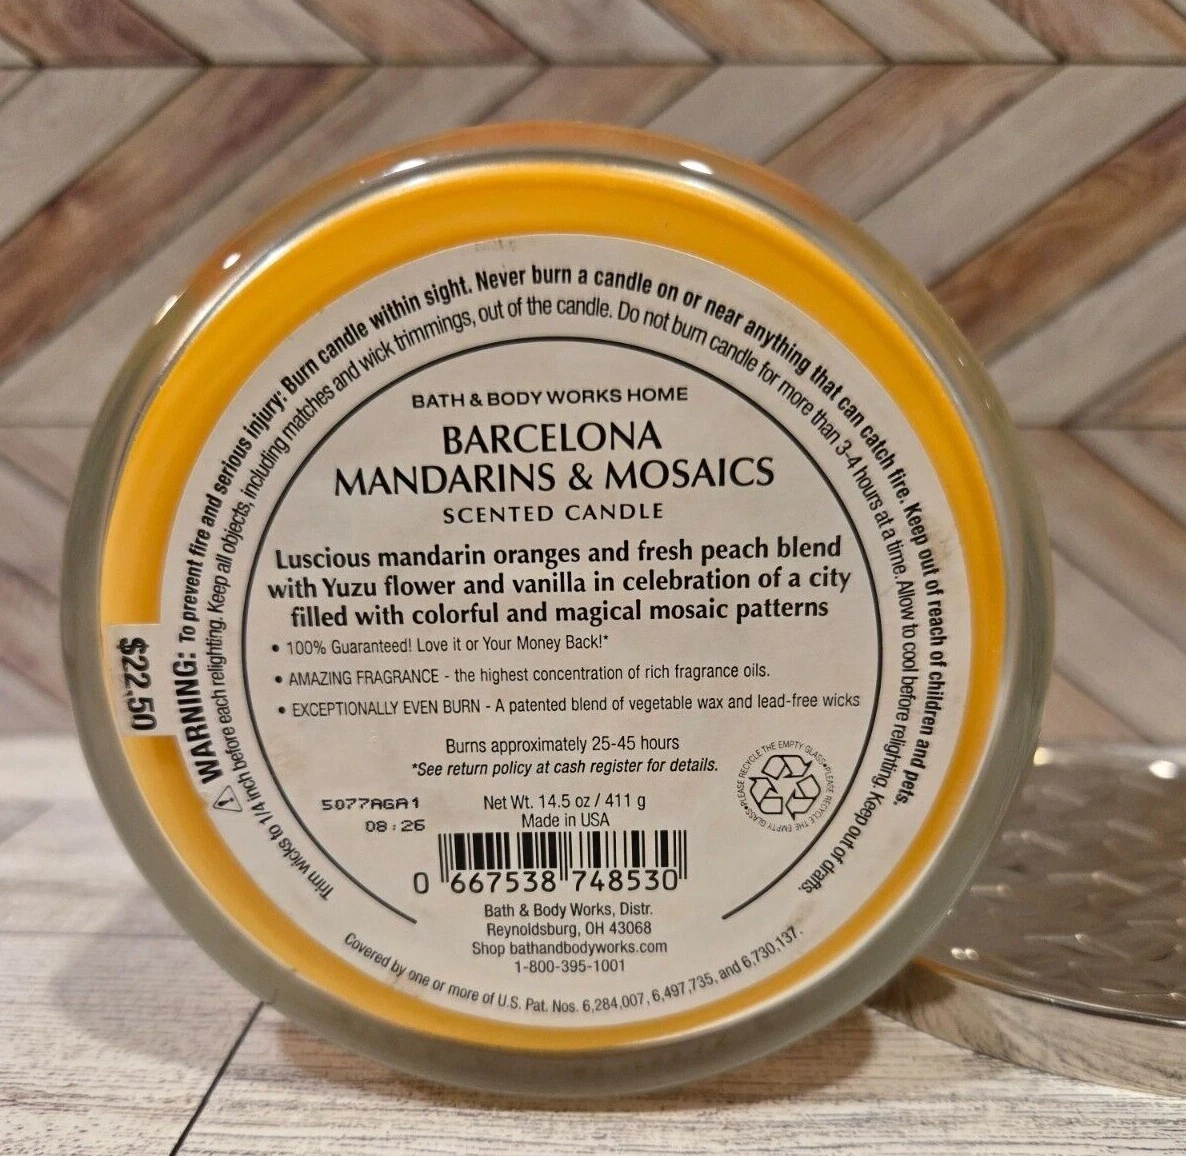 WARNING: To prevent fire and serious injury: Burn candle within sight. Never burn a candle on or near anything that can catch fire. Keep out of reach of children and pets.
Trim wicks to 1/4 inch before each relighting. Keep all objects, including matches and wick trimmings, out of the candle. Do not burn candle for more than 3-4 hours at a time. Allow to cool before relighting. Keep out of drafts.
BATH & BODY WORKS HOME
BARCELONA
MANDARINS & MOSAICS
SCENTED CANDLE
Luscious mandarin oranges and fresh peach blend
with Yuzu flower and vanilla in celebration of a city
filled with colorful and magical mosaic patterns
• 100% Guaranteed! Love it or Your Money Back!*
• AMAZING FRAGRANCE - the highest concentration of rich fragrance oils.
• EXCEPTIONALLY EVEN BURN - A patented blend of vegetable wax and lead-free wicks
$22.50
Burns approximately 25-45 hours
*See return policy at cash register for details.
PLEASE RECYCLE THE EMPTY GLASS•PLEASE RECYCLE THE EMPTY GLASS•
5077AGA1
08:26
Net Wt. 14.5 oz / 411 g
Made in USA
0 667538 748530
Bath & Body Works, Distr.
Reynoldsburg, OH 43068
Shop bathandbodyworks.com
1-800-395-1001
Covered by one or more of U.S. Pat. Nos. 6,284,007, 6,497,735, and 6,730,137.